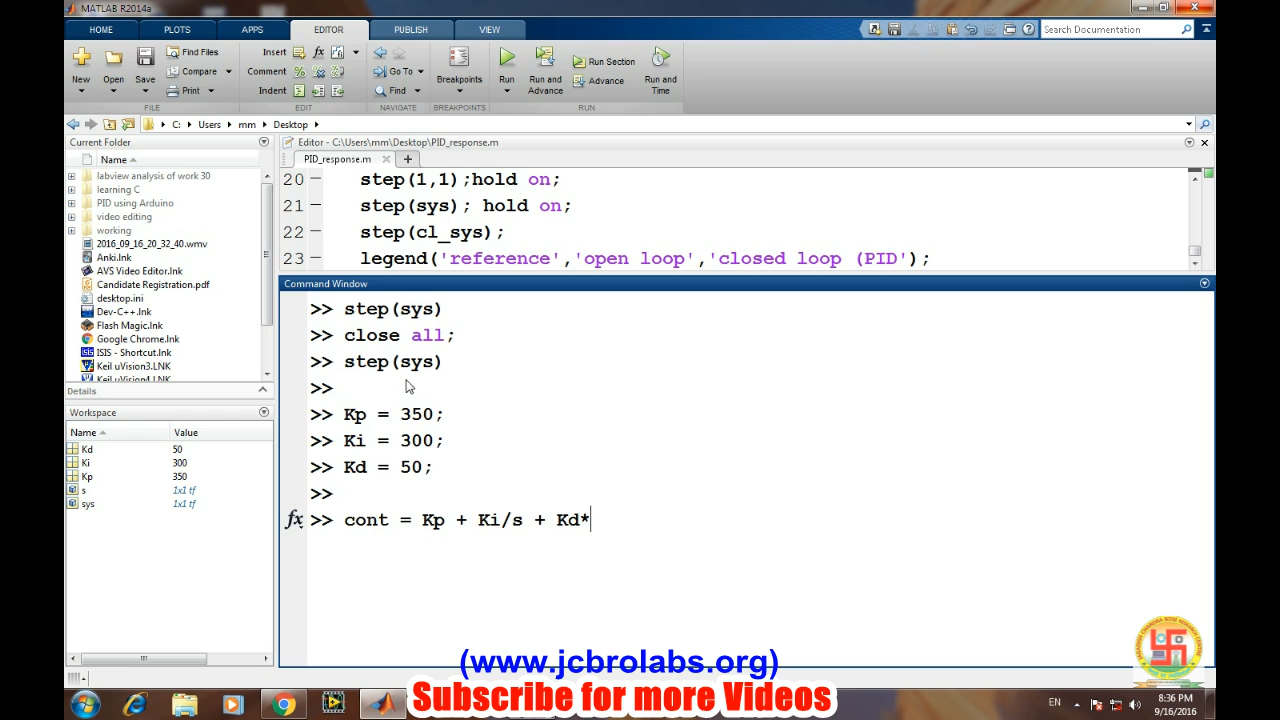 MATLAB R2014a
HOME PLOTS APPS EDITOR PUBLISH VIEW
Search Documentation
New Open Save Find Files Compare Print
Insert fx
Comment
Indent
Go To
Find
Breakpoints
Run
Run and Advance
Run Section
Advance
Run and Time
FILE EDIT NAVIGATE BREAKPOINTS RUN
C: Users mm Desktop
Current Folder
Name
labview analysis of work 30
learning C
PID using Arduino
video editing
working
2016_09_16_20_32_40.wmv
Anki.lnk
AVS Video Editor.lnk
Candidate Registration.pdf
desktop.ini
Dev-C++.lnk
Flash Magic.lnk
Google Chrome.lnk
ISIS - Shortcut.lnk
Keil uVision3.LNK
Keil uVision4.LNK
Details
Workspace
Name Value
Kd 50
Ki 300
Kp 350
s 1x1 tf
sys 1x1 tf
Editor - C:\Users\mm\Desktop\PID_response.m
PID_response.m
20 step(1,1);hold on;
21 step(sys); hold on;
22 step(cl_sys);
23 legend('reference','open loop','closed loop (PID');
Command Window
>> step(sys)
>> close all;
>> step(sys)
>>
>> Kp = 350;
>> Ki = 300;
>> Kd = 50;
>>
fx >> cont = Kp + Ki/s + Kd*
(www.jcbrolabs.org)
Subscribe for more Videos
EN
8:36 PM
9/16/2016